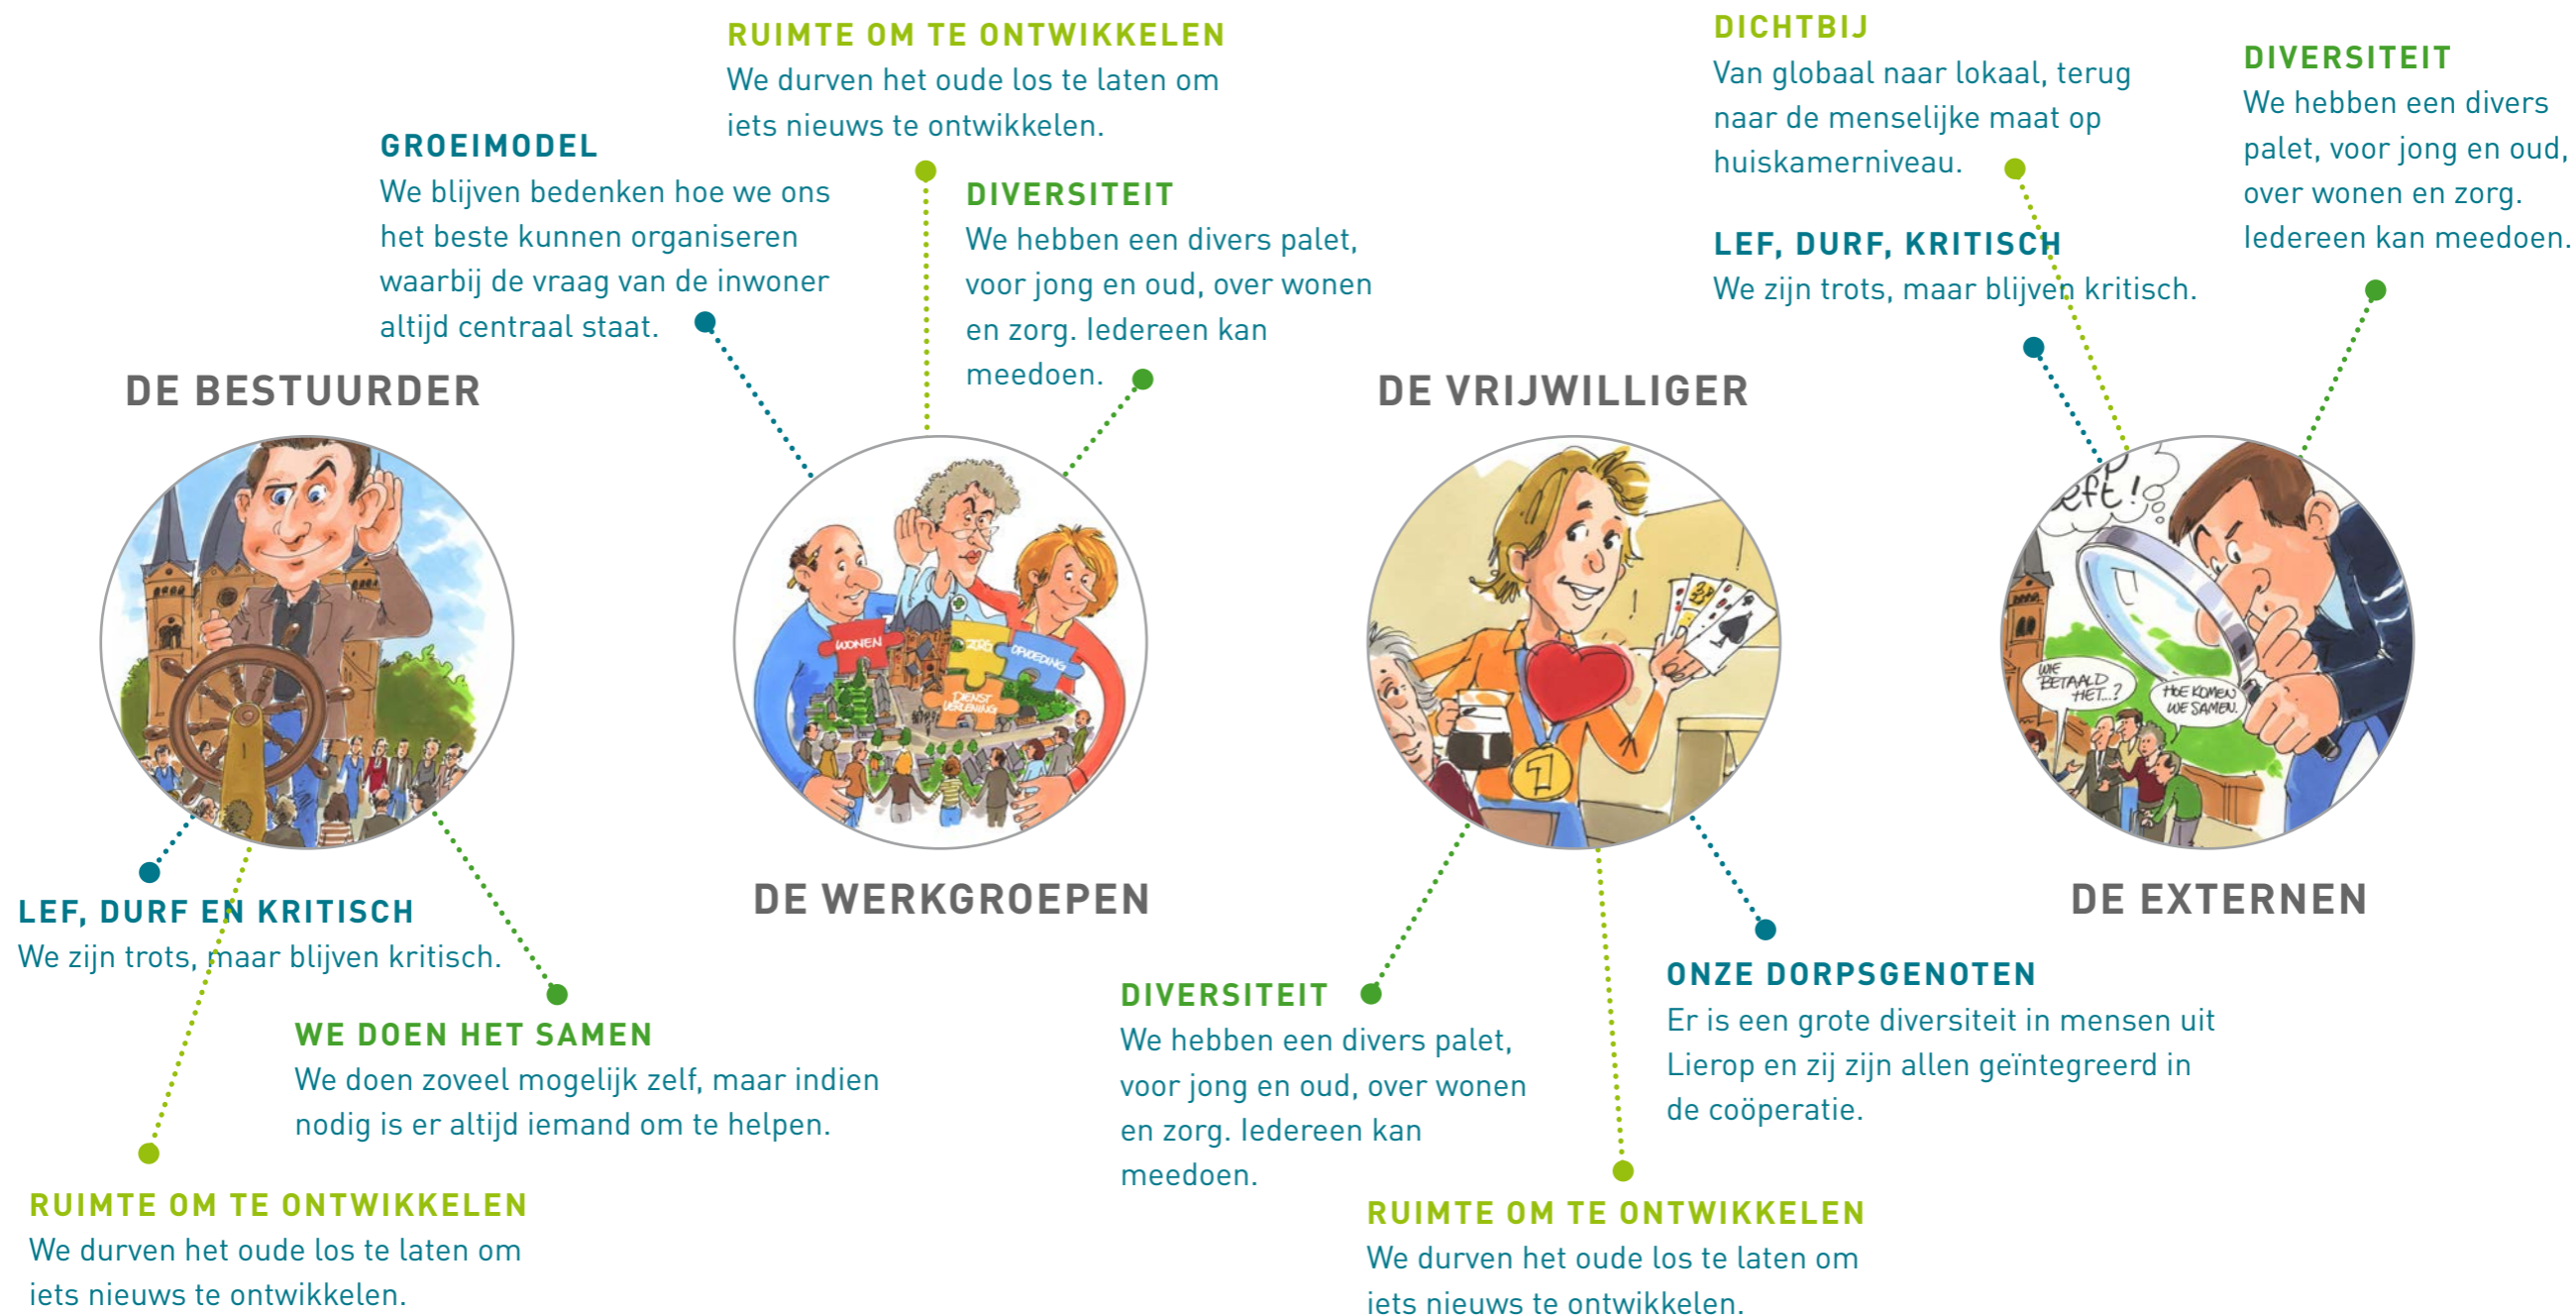 DE BESTUURDER
LEF, DURF EN KRITISCH
We zijn trots, maar blijven kritisch.
WE DOEN HET SAMEN
We doen zoveel mogelijk zelf, maar indien
nodig is er altijd iemand om te helpen.
RUIMTE OM TE ONTWIKKELEN
We durven het oude los te laten om
iets nieuws te ontwikkelen.
GROEIMODEL
We blijven bedenken hoe we ons
het beste kunnen organiseren
waarbij de vraag van de inwoner
altijd centraal staat.
RUIMTE OM TE ONTWIKKELEN
We durven het oude los te laten om
iets nieuws te ontwikkelen.
DIVERSITEIT
We hebben een divers palet,
voor jong en oud, over wonen
en zorg. Iedereen kan
meedoen.
WONEN
ZORG
OPVOEDING
DIENST
VERLENING
DE WERKGROEPEN
DE VRIJWILLIGER
DIVERSITEIT
We hebben een divers palet,
voor jong en oud, over wonen
en zorg. Iedereen kan
meedoen.
RUIMTE OM TE ONTWIKKELEN
We durven het oude los te laten om
iets nieuws te ontwikkelen.
ONZE DORPSGENOTEN
Er is een grote diversiteit in mensen uit
Lierop en zij zijn allen geïntegreerd in
de coöperatie.
DICHTBIJ
Van globaal naar lokaal, terug
naar de menselijke maat op
huiskamerniveau.
LEF, DURF, KRITISCH
We zijn trots, maar blijven kritisch.
DIVERSITEIT
We hebben een divers
palet, voor jong en oud,
over wonen en zorg.
Iedereen kan meedoen.
WIE
BETAALD
HET...?
HOE KOMEN
WE SAMEN.
DE EXTERNEN